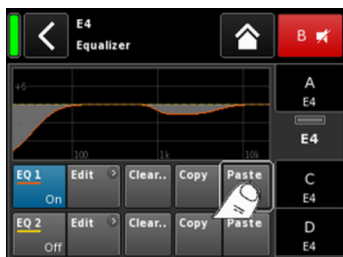 E4
Equalizer
B
+6
100
1k
10k
A
E4
E4
C
E4
D
E4
EQ 1
On
Edit
Clear..
Copy
Paste
EQ 2
Off
Edit
Clear..
Copy
Paste